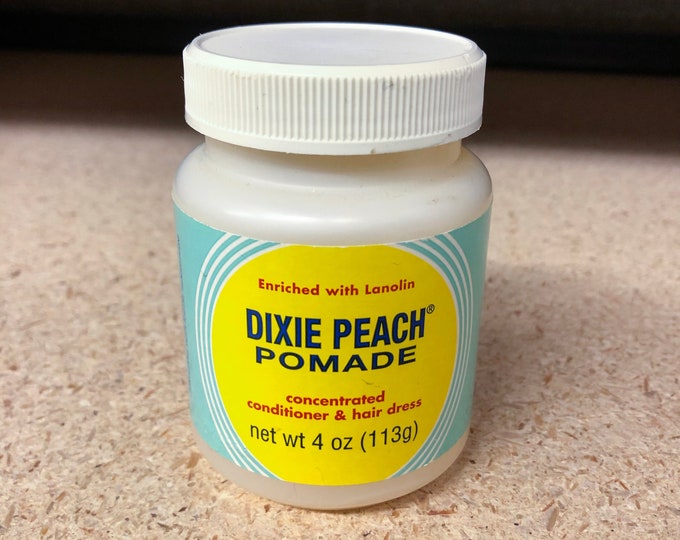 Enriched with Lanolin
DIXIE PEACH®
POMADE
concentrated
conditioner & hair dress
net wt 4 oz (113g)